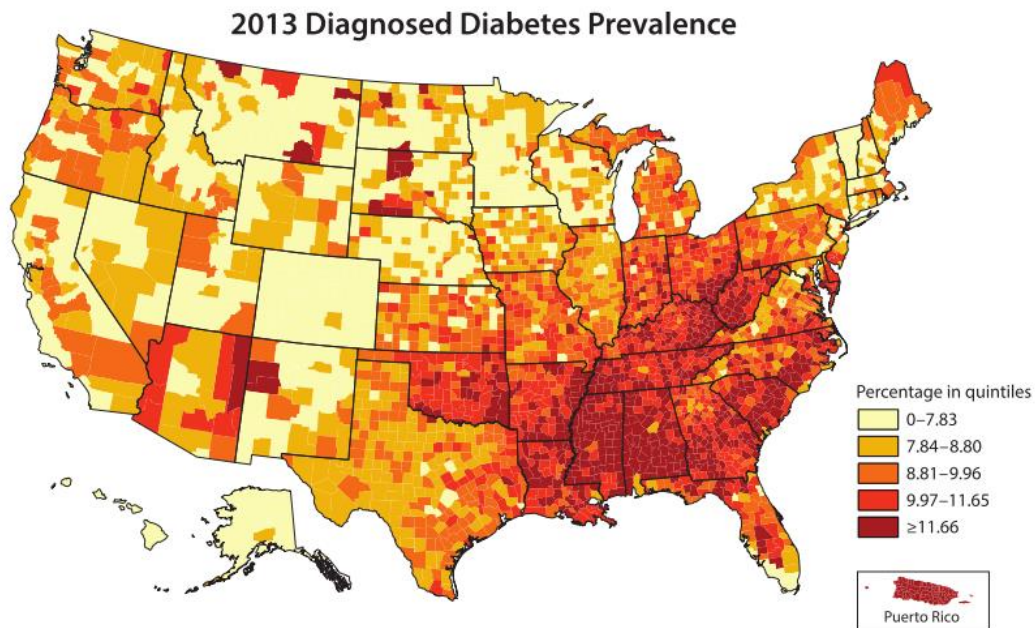 2013 Diagnosed Diabetes Prevalence
Percentage in quintiles
0–7.83
7.84–8.80
8.81–9.96
9.97–11.65
≥11.66
Puerto Rico